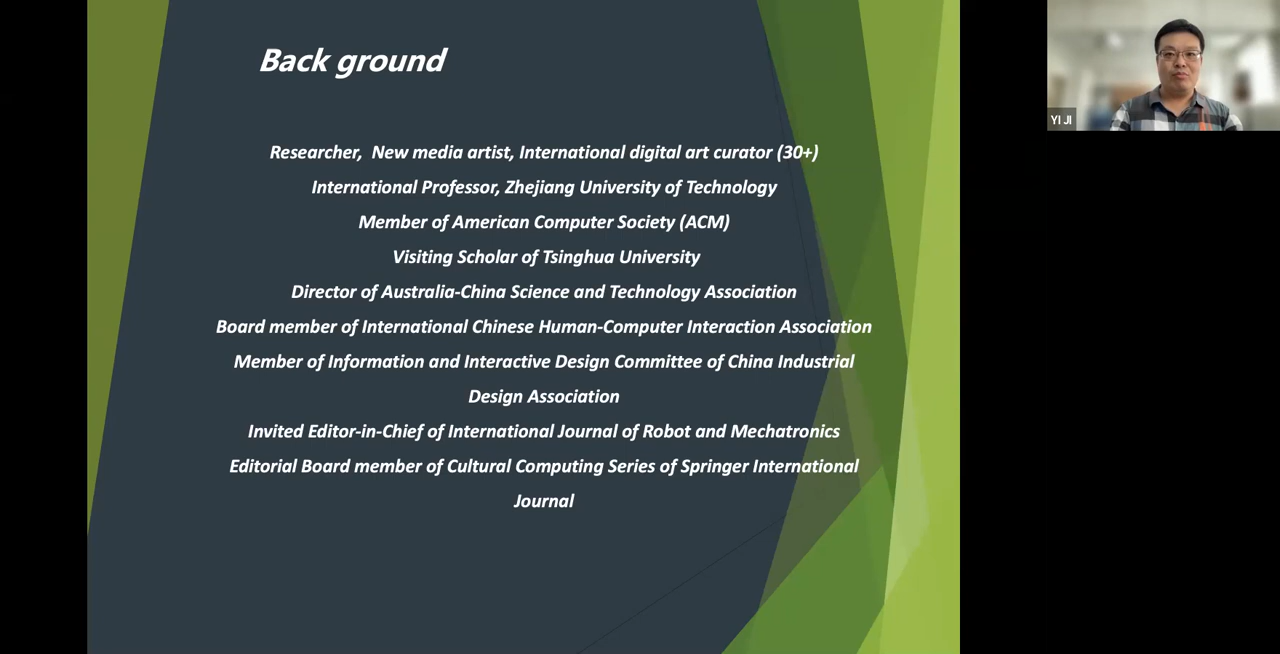 Back ground
Researcher,  New media artist, International digital art curator (30+)
International Professor, Zhejiang University of Technology
Member of American Computer Society (ACM)
Visiting Scholar of Tsinghua University
Director of Australia-China Science and Technology Association
Board member of International Chinese Human-Computer Interaction Association
Member of Information and Interactive Design Committee of China Industrial
Design Association
Invited Editor-in-Chief of International Journal of Robot and Mechatronics
Editorial Board member of Cultural Computing Series of Springer International
Journal
YI JI